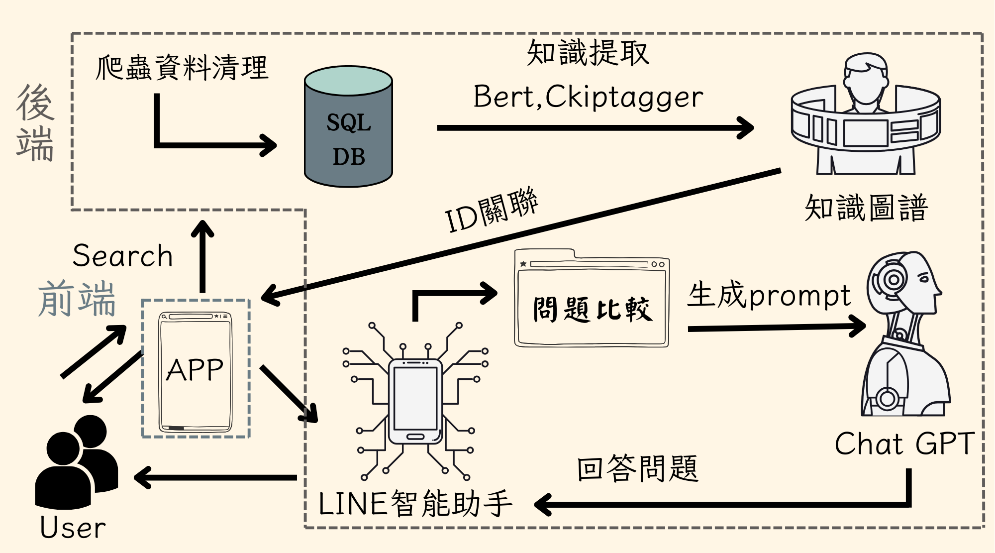 後端
爬蟲資料清理
SQL
DB
知識提取
Bert,Ckiptagger
知識圖譜
ID關聯
Search
前端
APP
User
LINE智能助手
問題比較
生成prompt
Chat GPT
回答問題